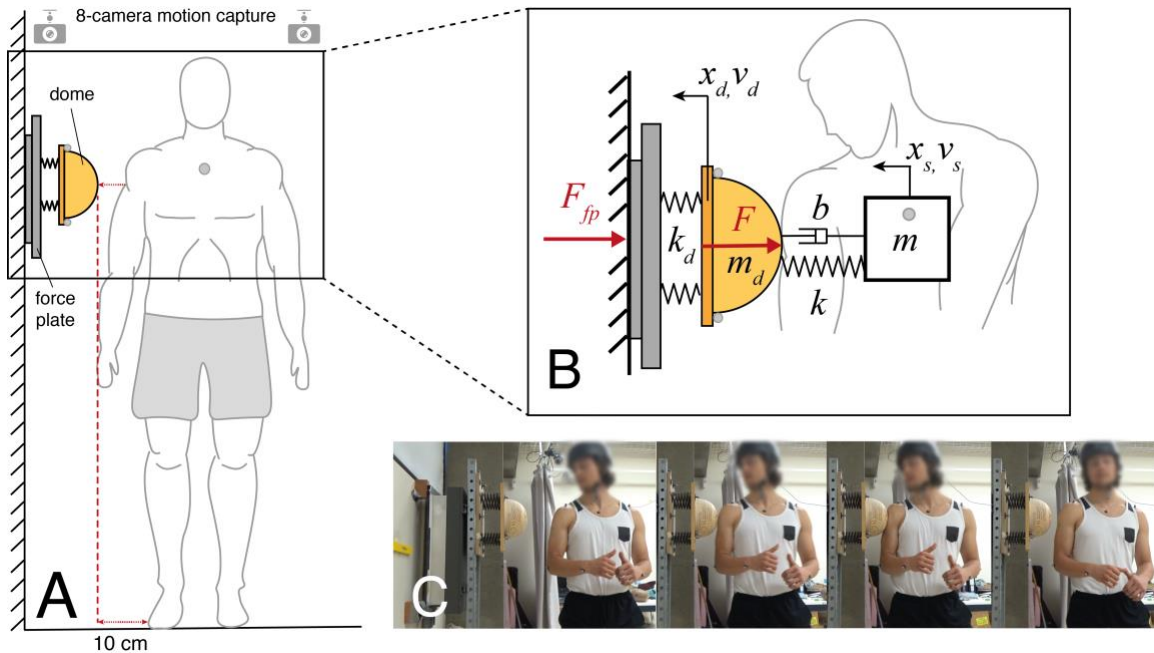 8-camera motion capture
dome
force
plate
A
10 cm
x_d, v_d
x_s, v_s
F_fp
k_d
F
m_d
b
m
k
B
C